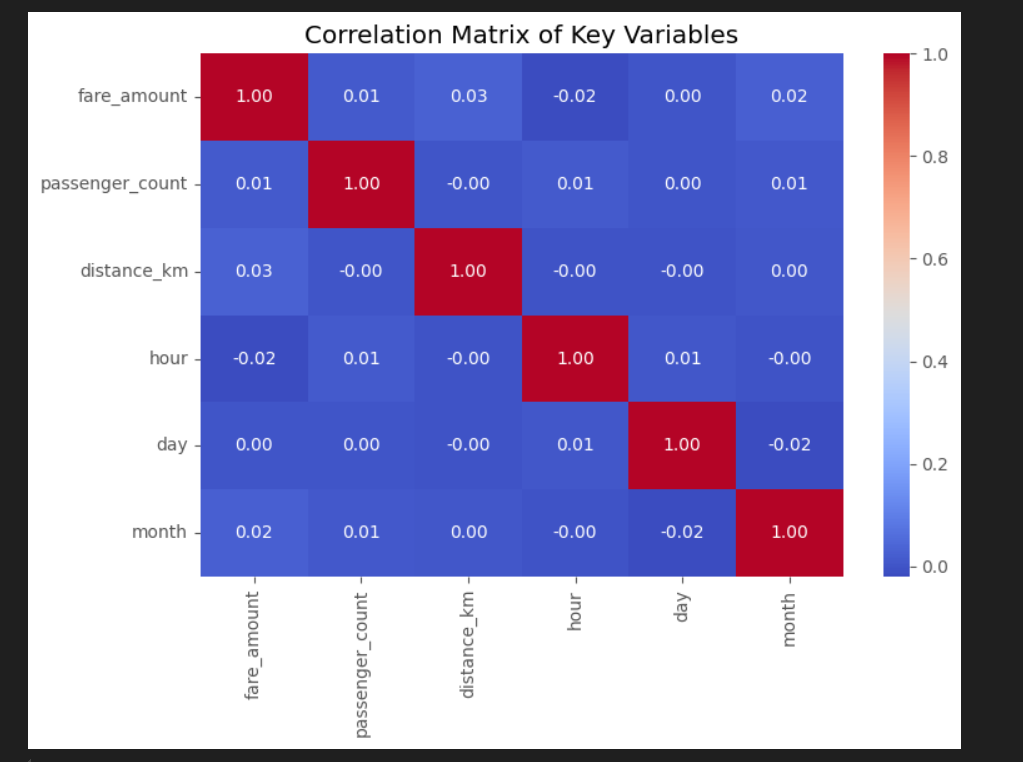 Correlation Matrix of Key Variables
fare_amount 1.00 0.01 0.03 -0.02 0.00 0.02
passenger_count 0.01 1.00 -0.00 0.01 0.00 0.01
distance_km 0.03 -0.00 1.00 -0.00 -0.00 0.00
hour -0.02 0.01 -0.00 1.00 0.01 -0.00
day 0.00 0.00 -0.00 0.01 1.00 -0.02
month 0.02 0.01 0.00 -0.00 -0.02 1.00
fare_amount passenger_count distance_km hour day month
1.0
0.8
0.6
0.4
0.2
0.0